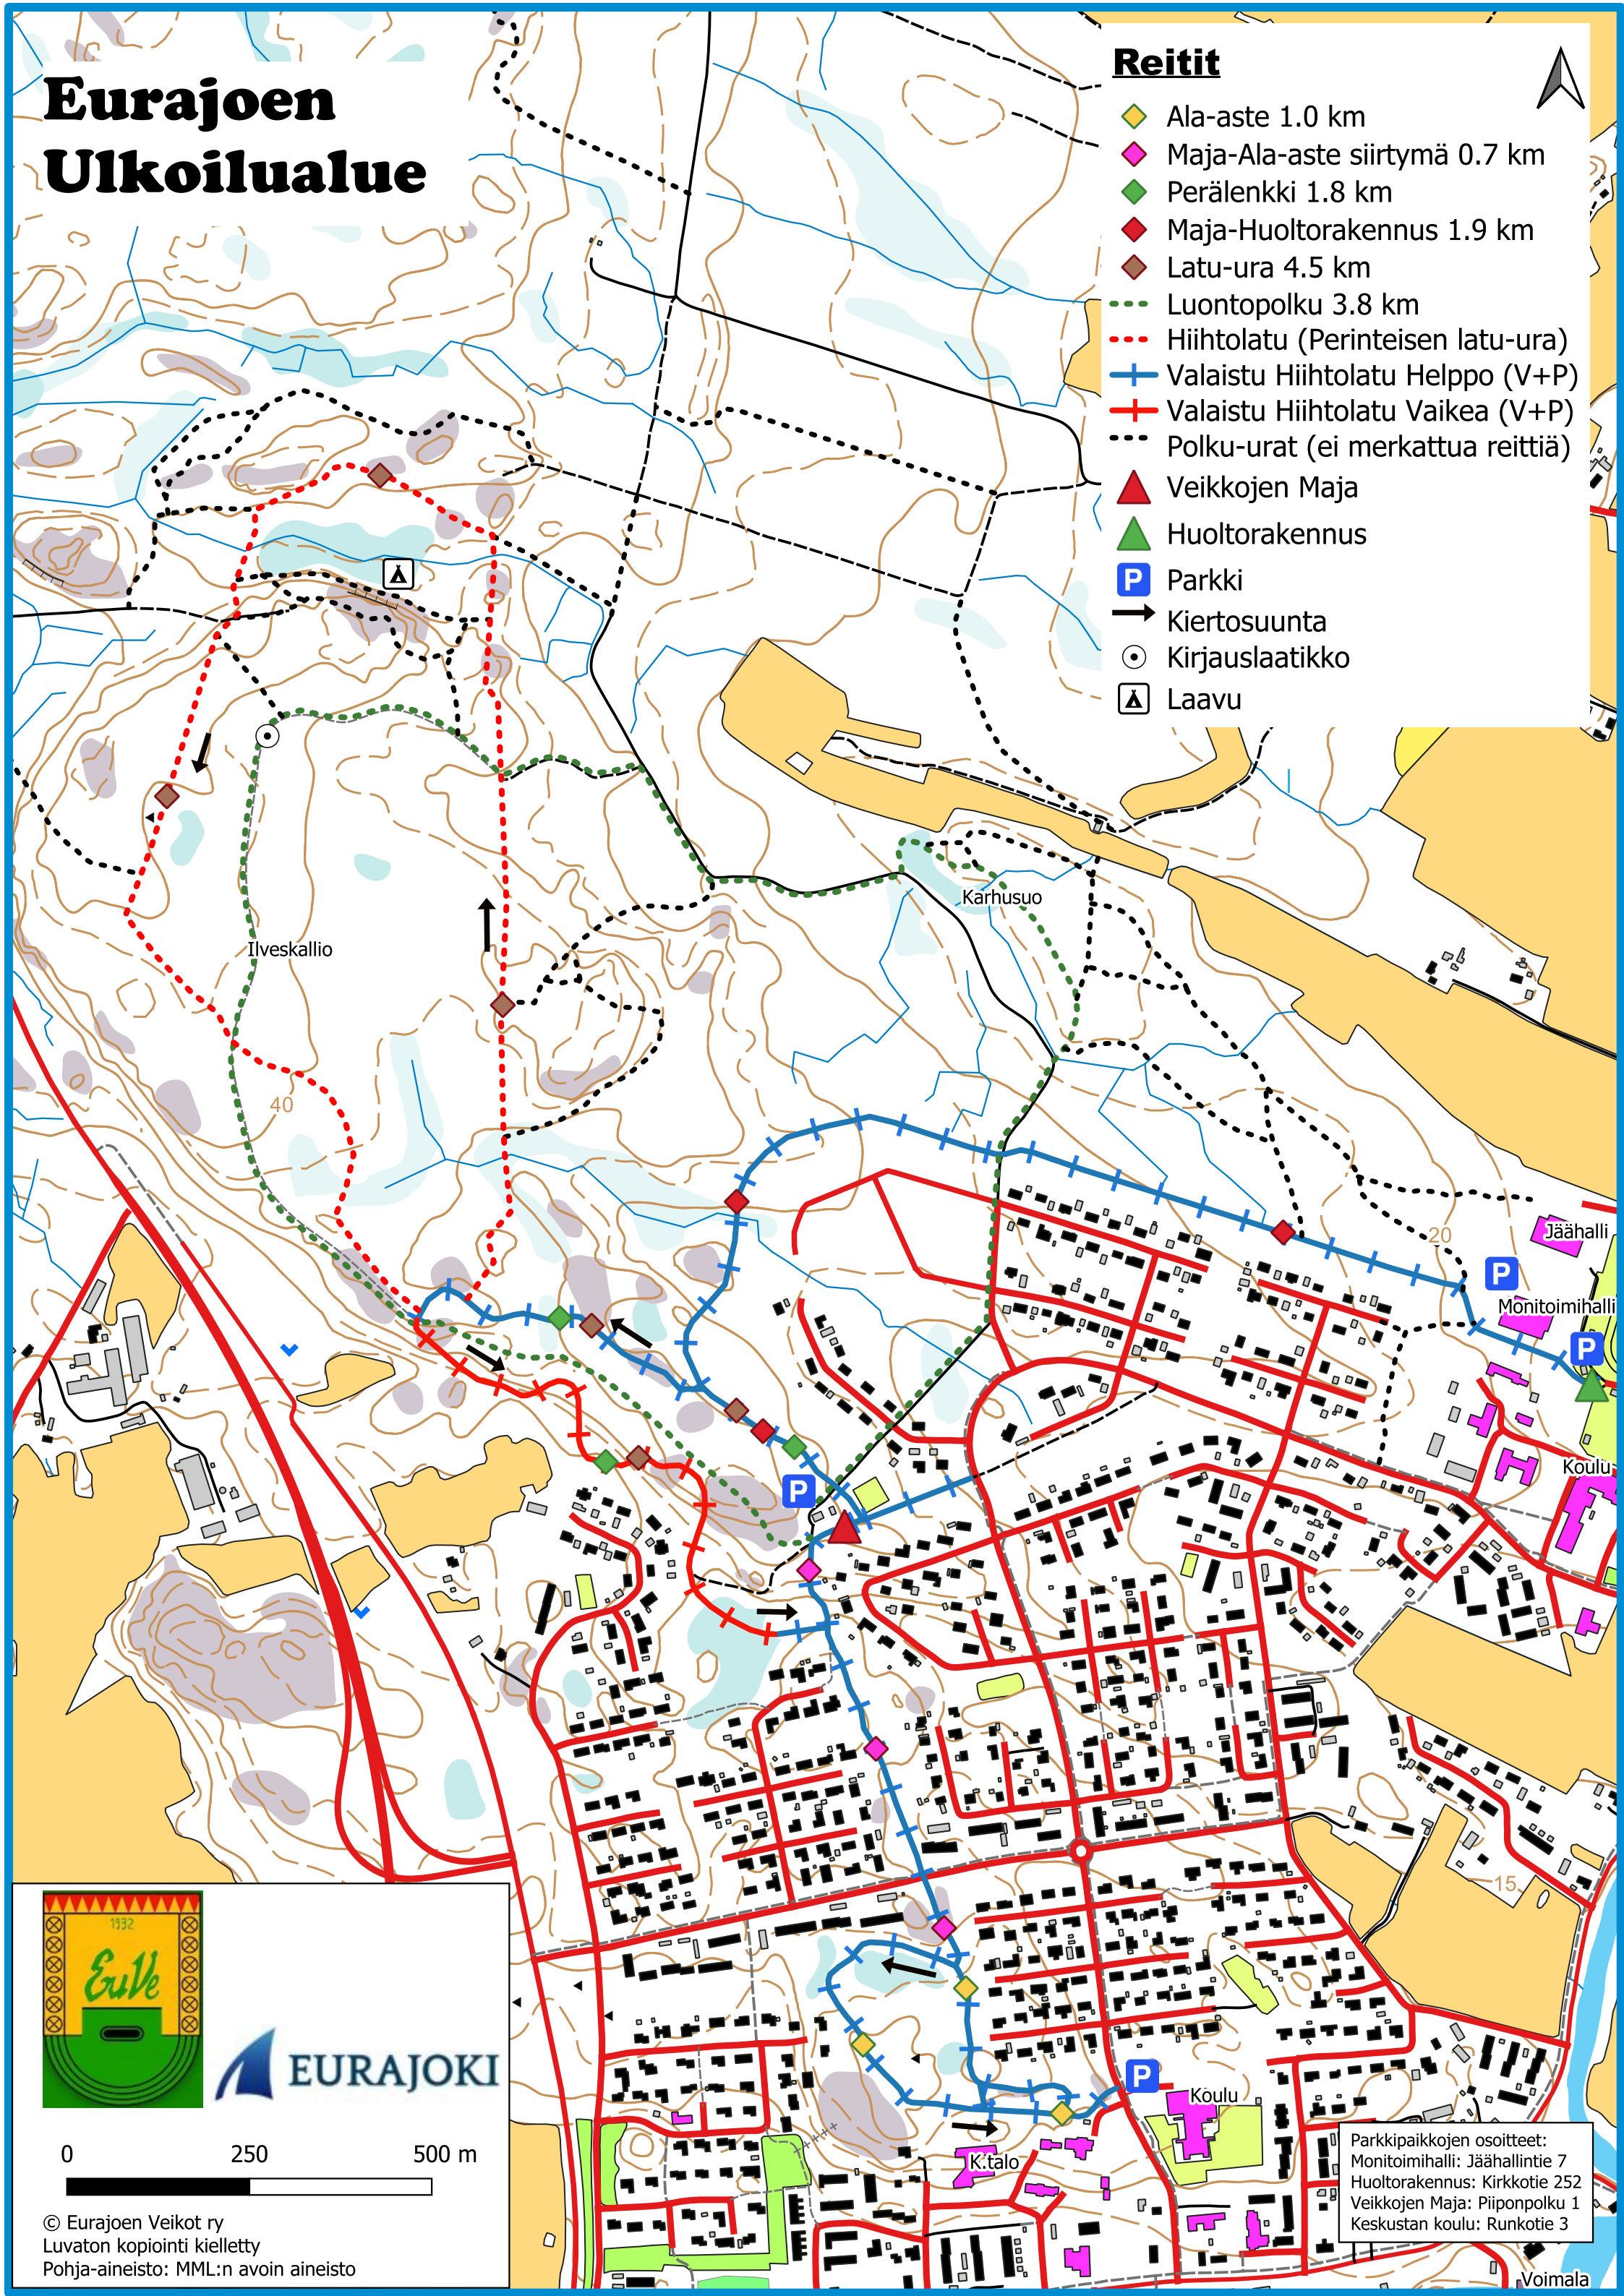 Eurajoen
Ulkoilualue
Reitit
Ala-aste 1.0 km
Maja-Ala-aste siirtymä 0.7 km
Perälenkki 1.8 km
Maja-Huoltorakennus 1.9 km
Latu-ura 4.5 km
Luontopolku 3.8 km
Hiihtolatu (Perinteisen latu-ura)
Valaistu Hiihtolatu Helppo (V+P)
Valaistu Hiihtolatu Vaikea (V+P)
Polku-urat (ei merkattua reittiä)
Veikkojen Maja
Huoltorakennus
P Parkki
Kiertosuunta
Kirjauslaatikko
Laavu
Karhusuo
Ilveskallio
40
20
Jäähalli
P
Monitoimihalli
P
Koulu
P
15
P
Koulu
K.talo
Voimala
1932
EuVe
EURAJOKI
0 250 500 m
© Eurajoen Veikot ry
Luvaton kopiointi kielletty
Pohja-aineisto: MML:n avoin aineisto
Parkkipaikkojen osoitteet:
Monitoimihalli: Jäähallintie 7
Huoltorakennus: Kirkkotie 252
Veikkojen Maja: Piiponpolku 1
Keskustan koulu: Runkotie 3